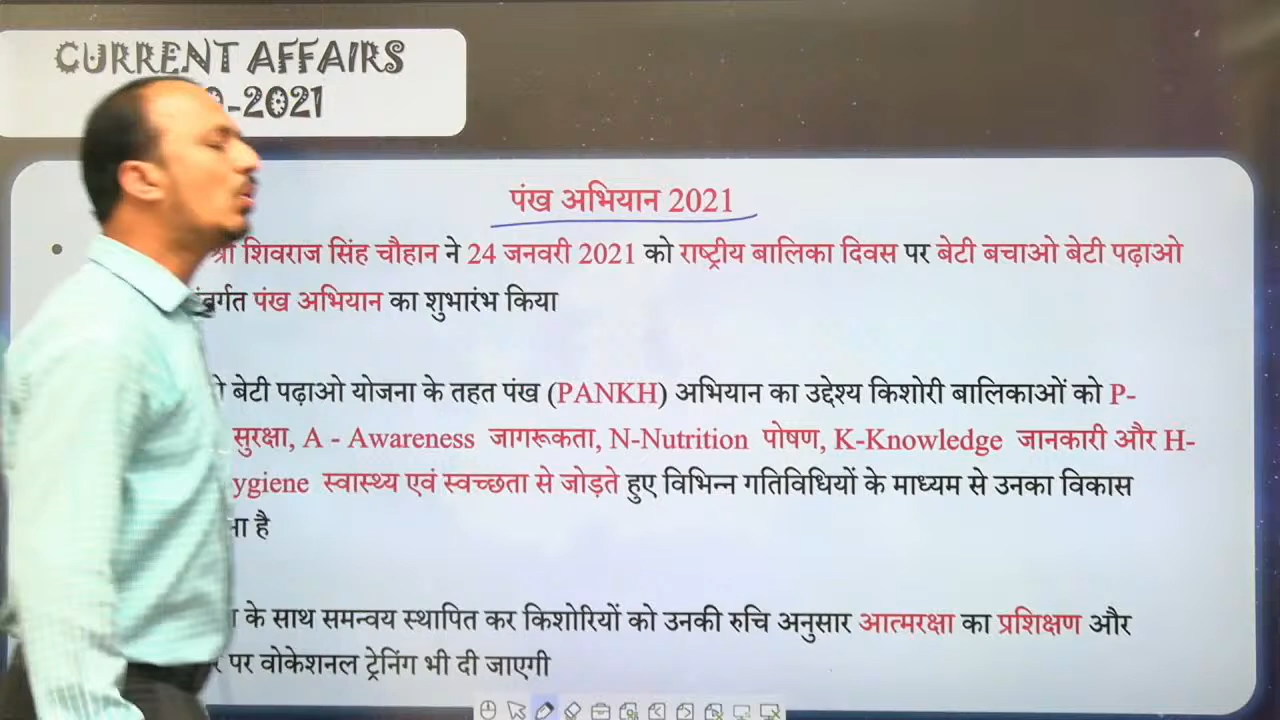 CURRENT AFFAIRS
-2021
पंख अभियान 2021
श्री शिवराज सिंह चौहान ने 24 जनवरी 2021 को राष्ट्रीय बालिका दिवस पर बेटी बचाओ बेटी पढ़ाओ
पंख अभियान का शुभारंभ किया
बेटी पढ़ाओ योजना के तहत पंख (PANKH) अभियान का उद्देश्य किशोरी बालिकाओं को P-
सुरक्षा, A - Awareness जागरूकता, N-Nutrition पोषण, K-Knowledge जानकारी और H-
ygiene स्वास्थ्य एवं स्वच्छता से जोड़ते हुए विभिन्न गतिविधियों के माध्यम से उनका विकास
है
के साथ समन्वय स्थापित कर किशोरियों को उनकी रुचि अनुसार आत्मरक्षा का प्रशिक्षण और
पर वोकेशनल ट्रेनिंग भी दी जाएगी